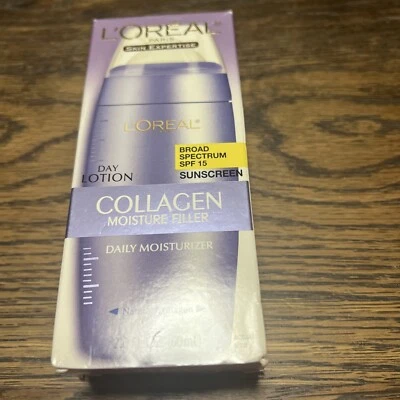 L'ORÉAL
PARIS
SKIN EXPERTISE
L'ORÉAL
DAY
LOTION
BROAD
SPECTRUM
SPF 15
SUNSCREEN
COLLAGEN
MOISTURE FILLER
DAILY MOISTURIZER